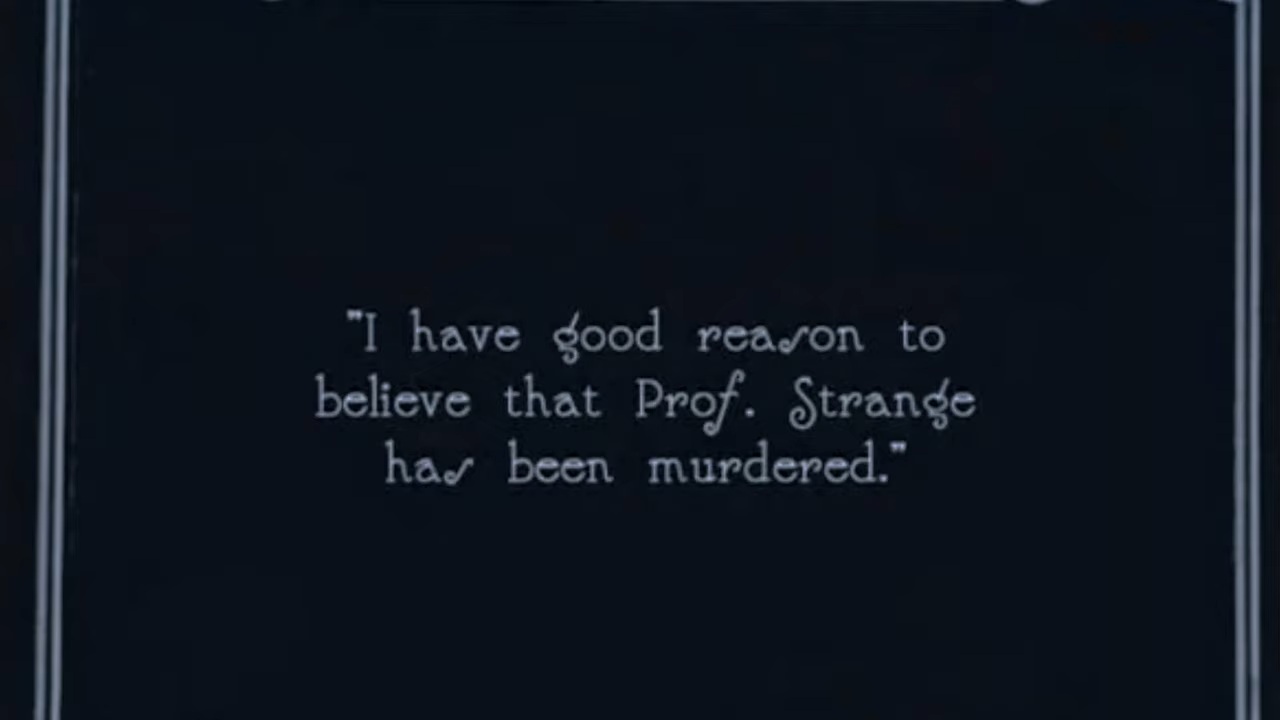 "I have good reason to
believe that Prof. Strange
has been murdered."